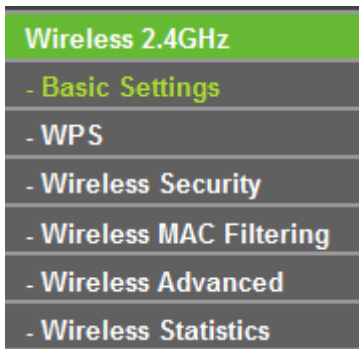 Wireless 2.4GHz
- Basic Settings
- WPS
- Wireless Security
- Wireless MAC Filtering
- Wireless Advanced
- Wireless Statistics